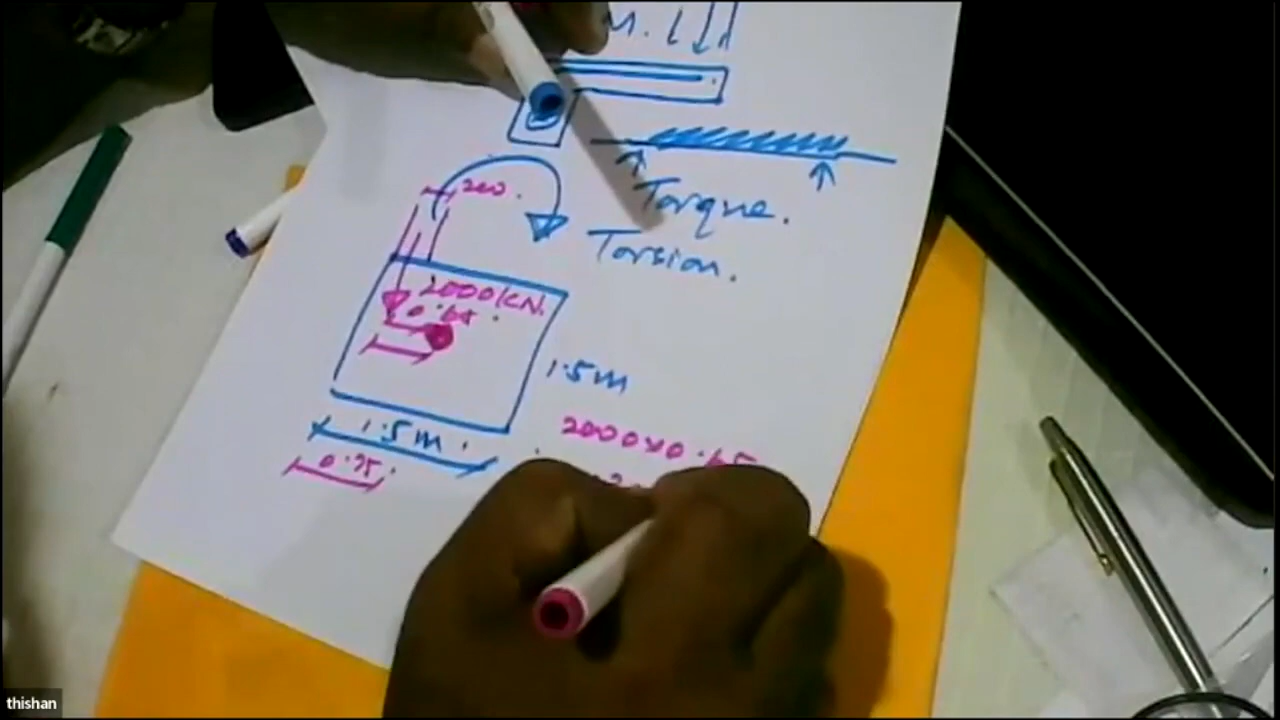 200.
Torque.
Torsion.
2000kN.
0.65.
1.5m
1.5m.
0.75.
2000x0.65
thishan